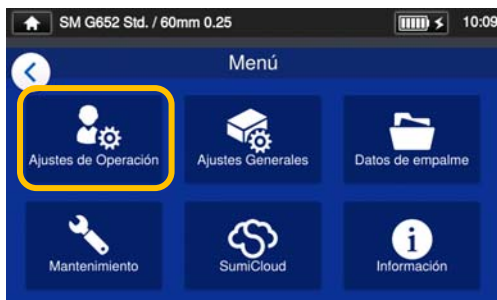 SM G652 Std. / 60mm 0.25
10:09
Menú
Ajustes de Operación
Ajustes Generales
Datos de empalme
Mantenimiento
SumiCloud
Información